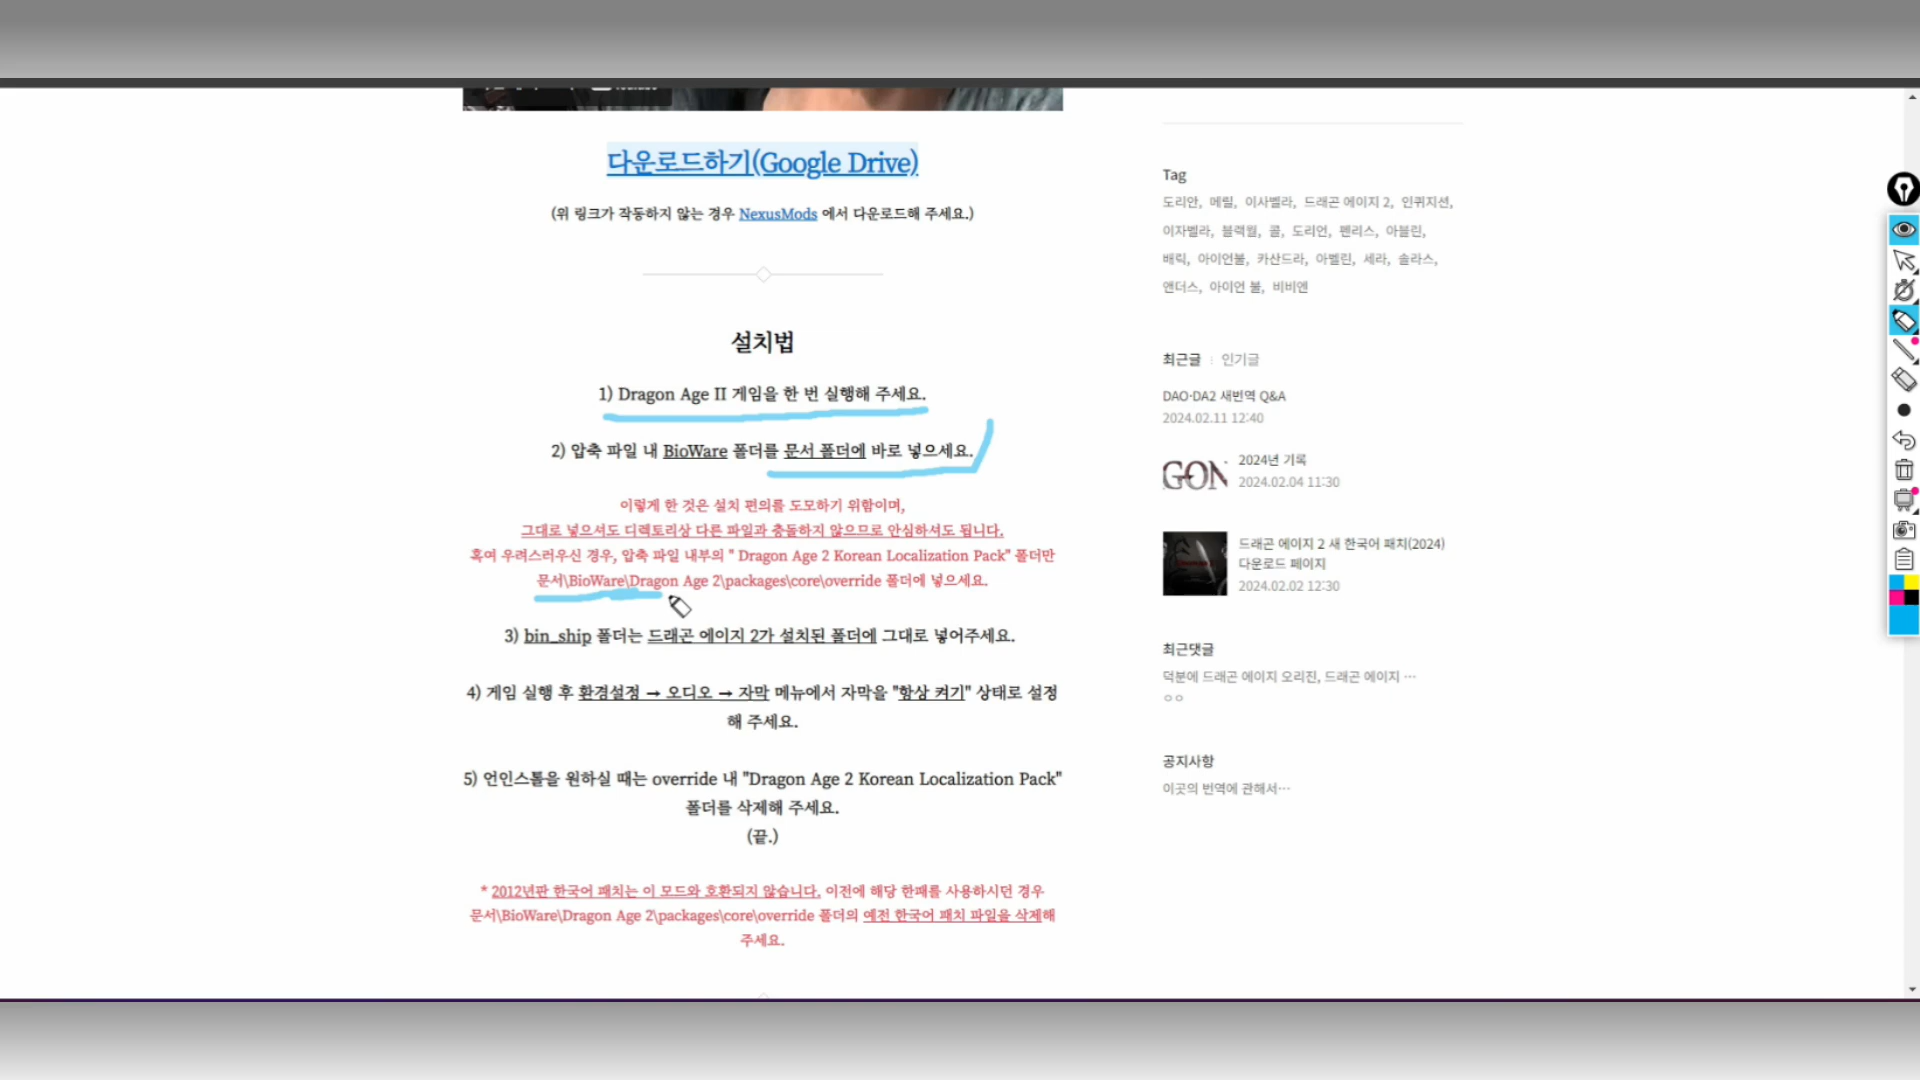 다운로드하기(Google Drive)
(위 링크가 작동하지 않는 경우 NexusMods 에서 다운로드해 주세요.)
설치법
1) Dragon Age II 게임을 한 번 실행해 주세요.
2) 압축 파일 내 BioWare 폴더를 문서 폴더에 바로 넣으세요.
이렇게 한 것은 설치 편의를 도모하기 위함이며,
그대로 넣으셔도 디렉토리상 다른 파일과 충돌하지 않으므로 안심하셔도 됩니다.
혹여 우려스러우신 경우, 압축 파일 내부의 " Dragon Age 2 Korean Localization Pack" 폴더만
문서\BioWare\Dragon Age 2\packages\core\override 폴더에 넣으세요.
3) bin_ship 폴더는 드래곤 에이지 2가 설치된 폴더에 그대로 넣어주세요.
4) 게임 실행 후 환경설정 → 오디오 → 자막 메뉴에서 자막을 "항상 켜기" 상태로 설정
해 주세요.
5) 언인스톨을 원하실 때는 override 내 "Dragon Age 2 Korean Localization Pack"
폴더를 삭제해 주세요.
(끝.)
* 2012년판 한국어 패치는 이 모드와 호환되지 않습니다. 이전에 해당 한패를 사용하시던 경우
문서\BioWare\Dragon Age 2\packages\core\override 폴더의 예전 한국어 패치 파일을 삭제해
주세요.
Tag
도리안, 메릴, 이사벨라, 드래곤 에이지 2, 인퀴지션,
이자벨라, 블랙월, 콜, 도리언, 펜리스, 아블린,
배릭, 아이언불, 카산드라, 아벨린, 세라, 솔라스,
앤더스, 아이언 불, 비비엔
최근글 : 인기글
DAO·DA2 새번역 Q&A
2024.02.11 12:40
GON
2024년 기록
2024.02.04 11:30
드래곤 에이지 2 새 한국어 패치(2024)
다운로드 페이지
2024.02.02 12:30
최근댓글
덕분에 드래곤 에이지 오리진, 드래곤 에이지 …
ㅇㅇ
공지사항
이곳의 번역에 관해서…